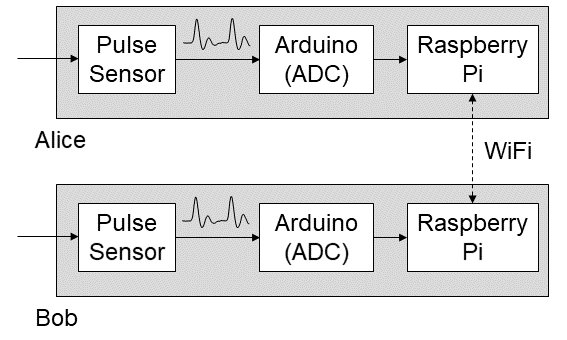 Pulse
Sensor
Arduino
(ADC)
Raspberry
Pi
Alice
WiFi
Pulse
Sensor
Arduino
(ADC)
Raspberry
Pi
Bob